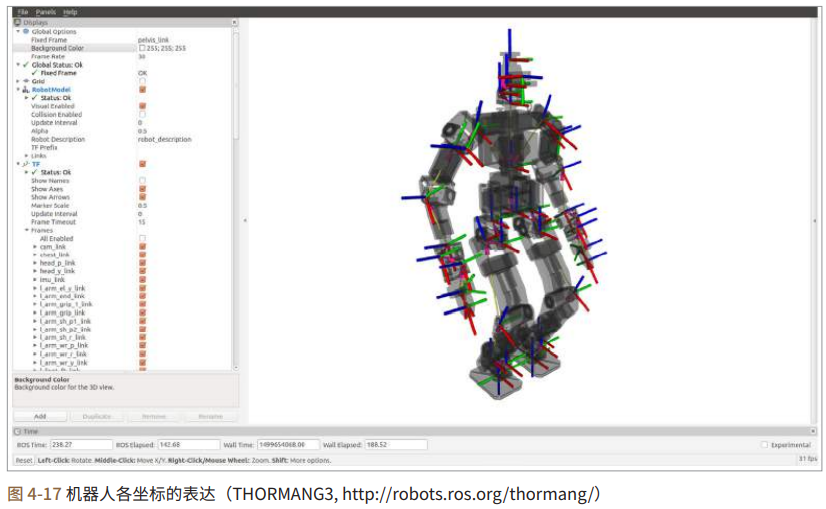 File Panels Help
Displays
Global Options
Fixed Frame pelvis_link
Background Color 255; 255; 255
Frame Rate 30
Global Status: Ok
Fixed Frame OK
Grid
RobotModel
Status: Ok
Visual Enabled
Collision Enabled
Update Interval 0
Alpha 0.5
Robot Description robot_description
TF Prefix
Links
TF
Status: Ok
Show Names
Show Axes
Show Arrows
Marker Scale 0.5
Update Interval 0
Frame Timeout 15
Frames
All Enabled
cam_link
chest_link
head_p_link
head_y_link
imu_link
l_arm_el_y_link
l_arm_end_link
l_arm_grip_1_link
l_arm_grip_link
l_arm_sh_p1_link
l_arm_sh_p2_link
l_arm_sh_r_link
l_arm_wr_p_link
l_arm_wr_r_link
l_arm_wr_y_link
Background Color
Background color for the 3D view.
Add Duplicate Remove Rename
Time
ROS Time: 238.27 ROS Elapsed: 142.68 Wall Time: 1499654068.00 Wall Elapsed: 188.52 Experimental
Reset Left-Click: Rotate. Middle-Click: Move X/Y. Right-Click/Mouse Wheel: Zoom. Shift: More options. 31 fps
图 4-17 机器人各坐标的表达（THORMANG3, http://robots.ros.org/thormang/）